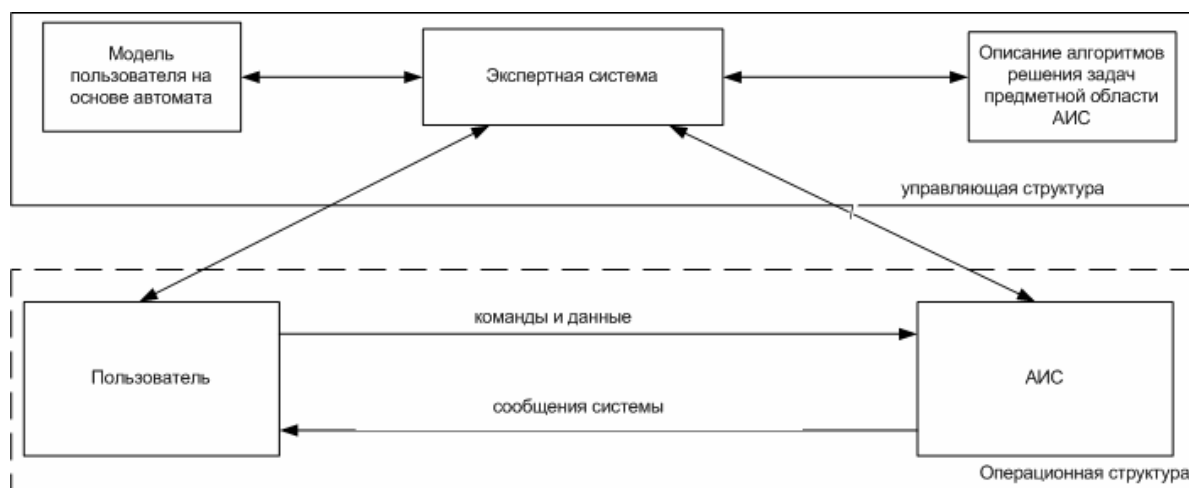 Модель
пользователя на
основе автомата
Экспертная система
Описание алгоритмов
решения задач
предметной области
АИС
управляющая структура
команды и данные
Пользователь
АИС
сообщения системы
Операционная структура